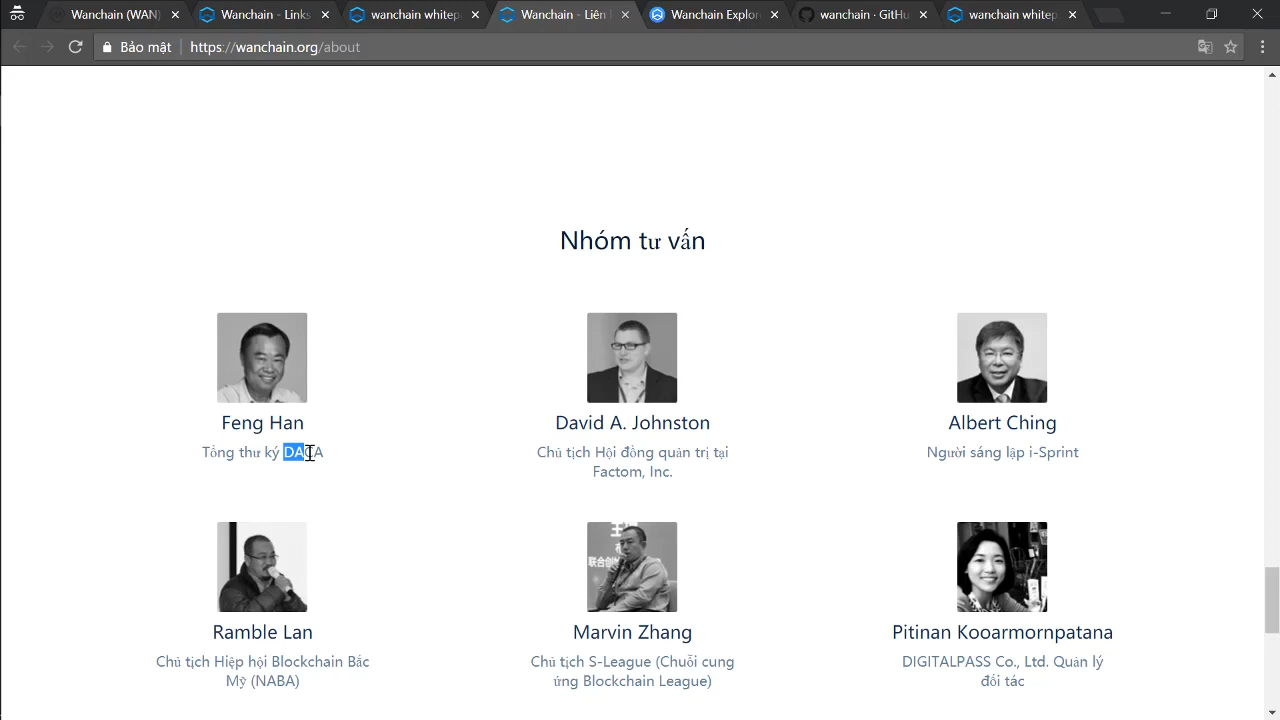 Wanchain (WAN)
Wanchain - Links
wanchain whitep
Wanchain - Liên
Wanchain Explor
wanchain · GitHu
wanchain whitep
Bảo mật
https://wanchain.org/about
Nhóm tư vấn
Feng Han
Tổng thư ký DACA
David A. Johnston
Chủ tịch Hội đồng quản trị tại
Factom, Inc.
Albert Ching
Người sáng lập i-Sprint
Ramble Lan
Chủ tịch Hiệp hội Blockchain Bắc
Mỹ (NABA)
Marvin Zhang
Chủ tịch S-League (Chuỗi cung
ứng Blockchain League)
Pitinan Kooarmornpatana
DIGITALPASS Co., Ltd. Quản lý
đối tác